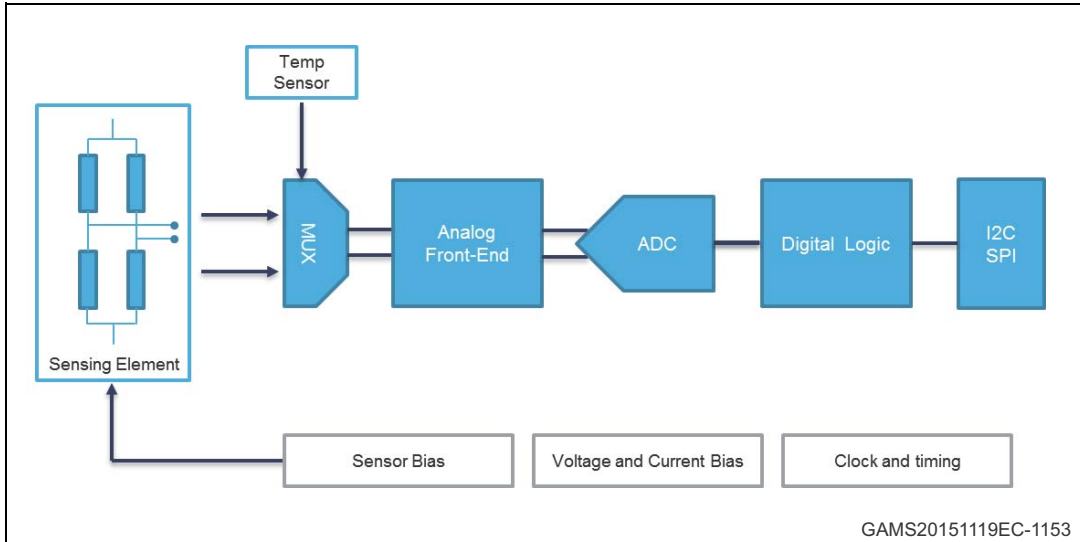 Temp
Sensor
Sensing Element
MUX
Analog
Front-End
ADC
Digital Logic
I2C
SPI
Sensor Bias
Voltage and Current Bias
Clock and timing
GAMS20151119EC-1153